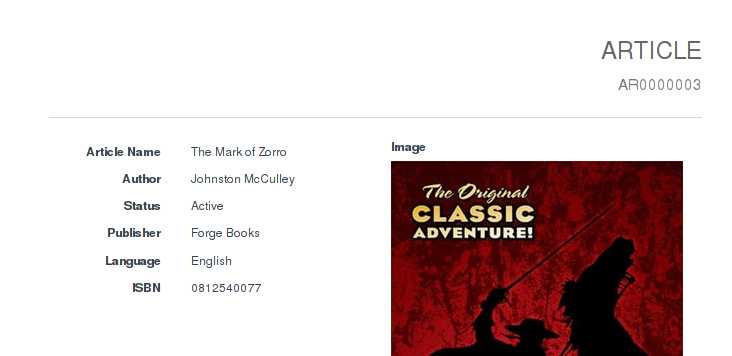 ARTICLE
AR0000003
Article Name The Mark of Zorro
Author Johnston McCulley
Status Active
Publisher Forge Books
Language English
ISBN 0812540077
Image
The Original
CLASSIC
ADVENTURE!